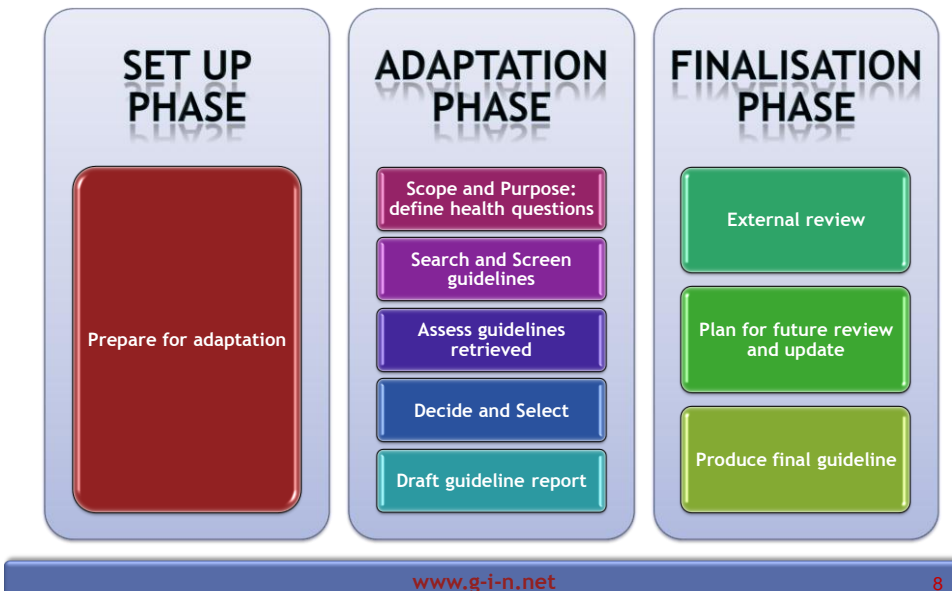 SET UP
PHASE
Prepare for adaptation
ADAPTATION
PHASE
Scope and Purpose:
define health questions
Search and Screen
guidelines
Assess guidelines
retrieved
Decide and Select
Draft guideline report
FINALISATION
PHASE
External review
Plan for future review
and update
Produce final guideline
www.g-i-n.net
8